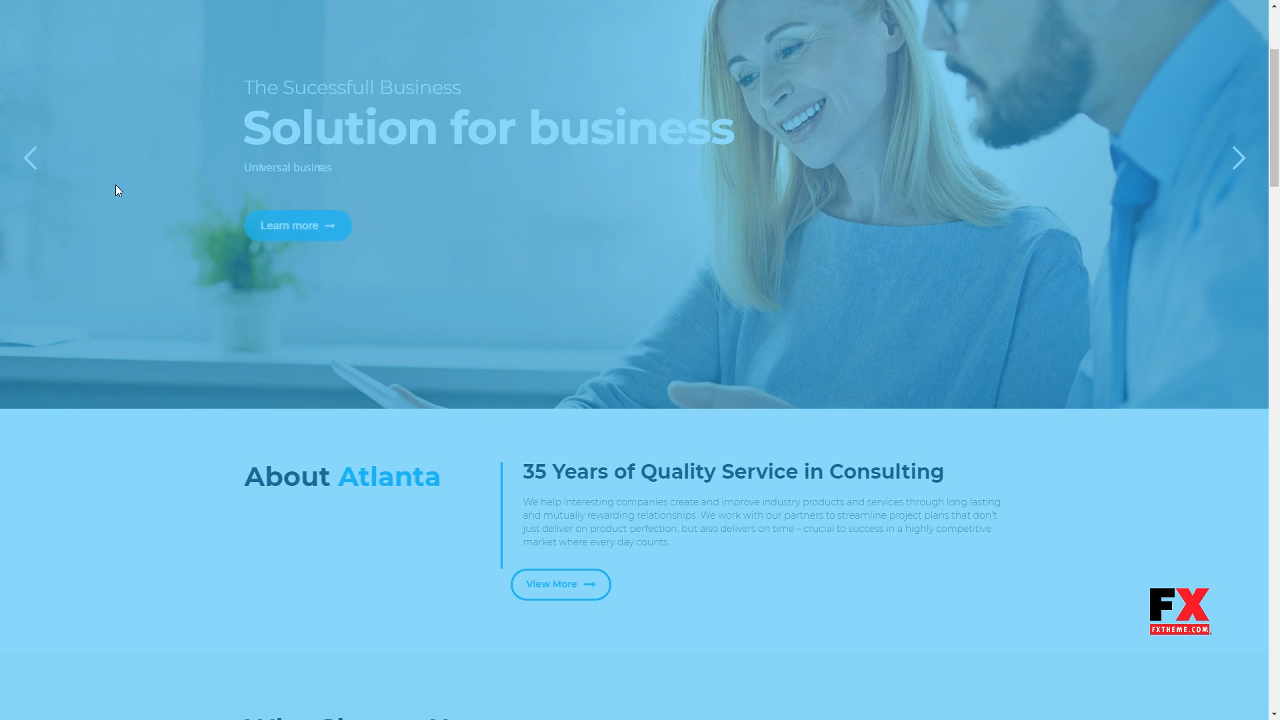 The Sucessfull Business
Solution for business
Learn more
About Atlanta
35 Years of Quality Service in Consulting
We help interesting companies create and improve industry products and services through long lasting
and mutually rewarding relationships. We work with our partners to streamline project plans that don't
just deliver on product perfection, but also delivers on time – crucial to success in a highly competitive
market where every day counts.
View More
FX
FXTHEME.COM